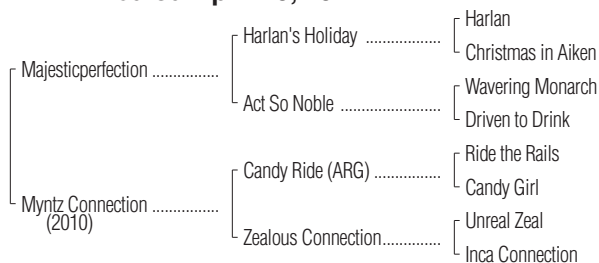 Harlan
Harlan's Holiday ..................
Christmas in Aiken
Majesticperfection ................
Wavering Monarch
Act So Noble ........................
Driven to Drink
Ride the Rails
Candy Ride (ARG) ................
Candy Girl
Myntz Connection ................
(2010)
Unreal Zeal
Zealous Connection..............
Inca Connection